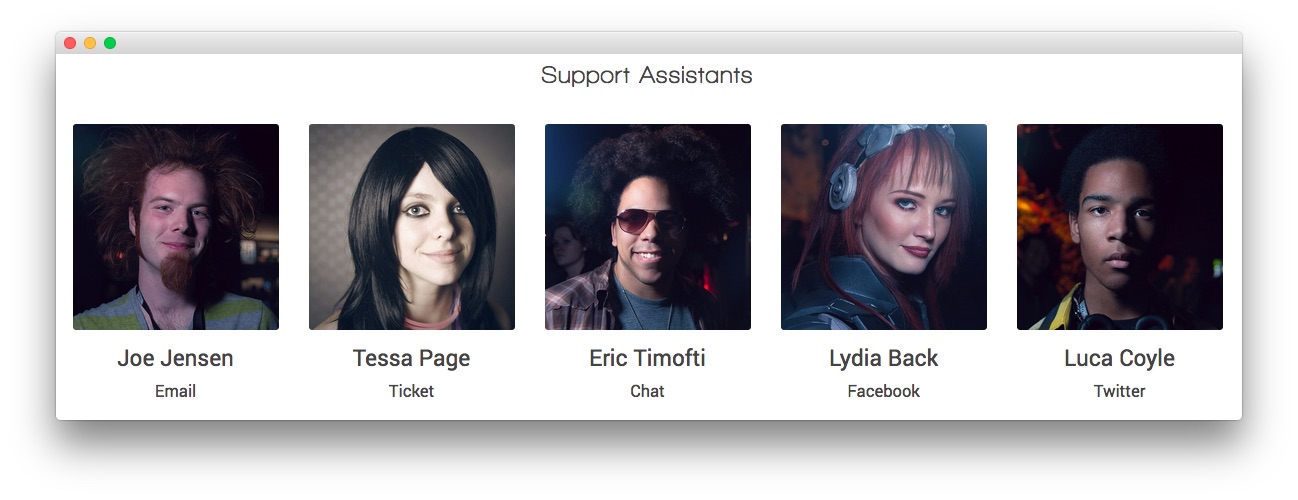 Support Assistants
Joe Jensen
Tessa Page
Eric Timofti
Lydia Back
Luca Coyle
Email
Ticket
Chat
Facebook
Twitter